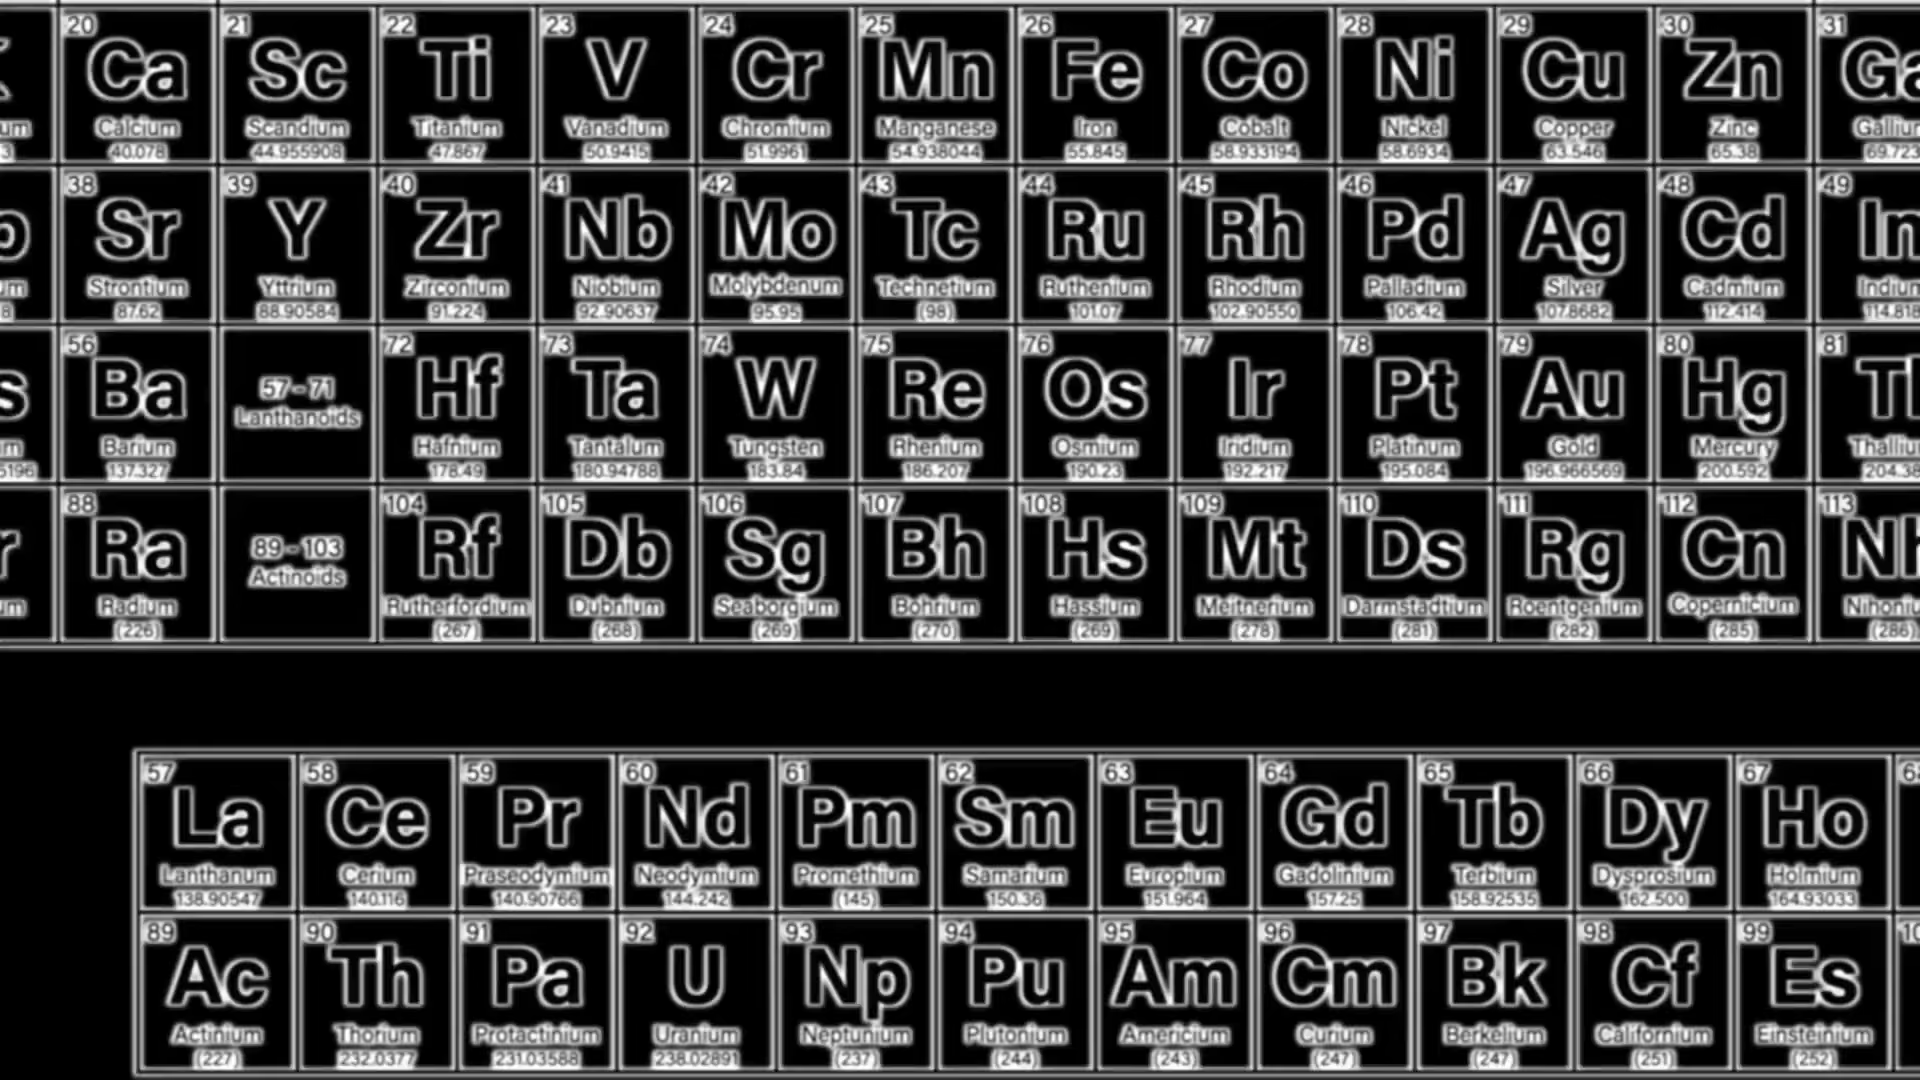 20 21 22 23 24 25 26 27 28 29 30 31
Ca Sc Ti V Cr Mn Fe Co Ni Cu Zn Ga
Calcium Scandium Titanium Vanadium Chromium Manganese Iron Cobalt Nickel Copper Zinc Galliu
40.078 44.955908 47.867 50.9415 51.9961 54.938044 55.845 58.933194 58.6934 63.546 65.38 69.723
38 39 40 41 42 43 44 45 46 47 48 49
Sr Y Zr Nb Mo Tc Ru Rh Pd Ag Cd In
Strontium Yttrium Zirconium Niobium Molybdenum Technetium Ruthenium Rhodium Palladium Silver Cadmium Indiu
87.62 88.90584 91.224 92.90637 95.95 (98) 101.07 102.90550 106.42 107.8682 112.414 114.818
56 72 73 74 75 76 77 78 79 80 81
Ba 57 - 71 Hf Ta W Re Os Ir Pt Au Hg Tl
Lanthanoids
Barium Hafnium Tantalum Tungsten Rhenium Osmium Iridium Platinum Gold Mercury Thalliu
137.327 178.49 180.94788 183.84 186.207 190.23 192.217 195.084 196.966569 200.592 204.38
88 104 105 106 107 108 109 110 111 112 113
Ra 89 - 103 Rf Db Sg Bh Hs Mt Ds Rg Cn Nh
Actinoids
Radium Rutherfordium Dubnium Seaborgium Bohrium Hassium Meitnerium Darmstadtium Roentgenium Copernicium Nihoniu
(226) (267) (268) (269) (270) (269) (278) (281) (282) (285) (286)
57 58 59 60 61 62 63 64 65 66 67
La Ce Pr Nd Pm Sm Eu Gd Tb Dy Ho
Lanthanum Cerium Praseodymium Neodymium Promethium Samarium Europium Gadolinium Terbium Dysprosium Holmium
138.90547 140.116 140.90766 144.242 (145) 150.36 151.964 157.25 158.92535 162.500 164.93033
89 90 91 92 93 94 95 96 97 98 99
Ac Th Pa U Np Pu Am Cm Bk Cf Es
Actinium Thorium Protactinium Uranium Neptunium Plutonium Americium Curium Berkelium Californium Einsteinium
(227) 232.0377 231.03588 238.02891 (237) (244) (243) (247) (247) (251) (252)